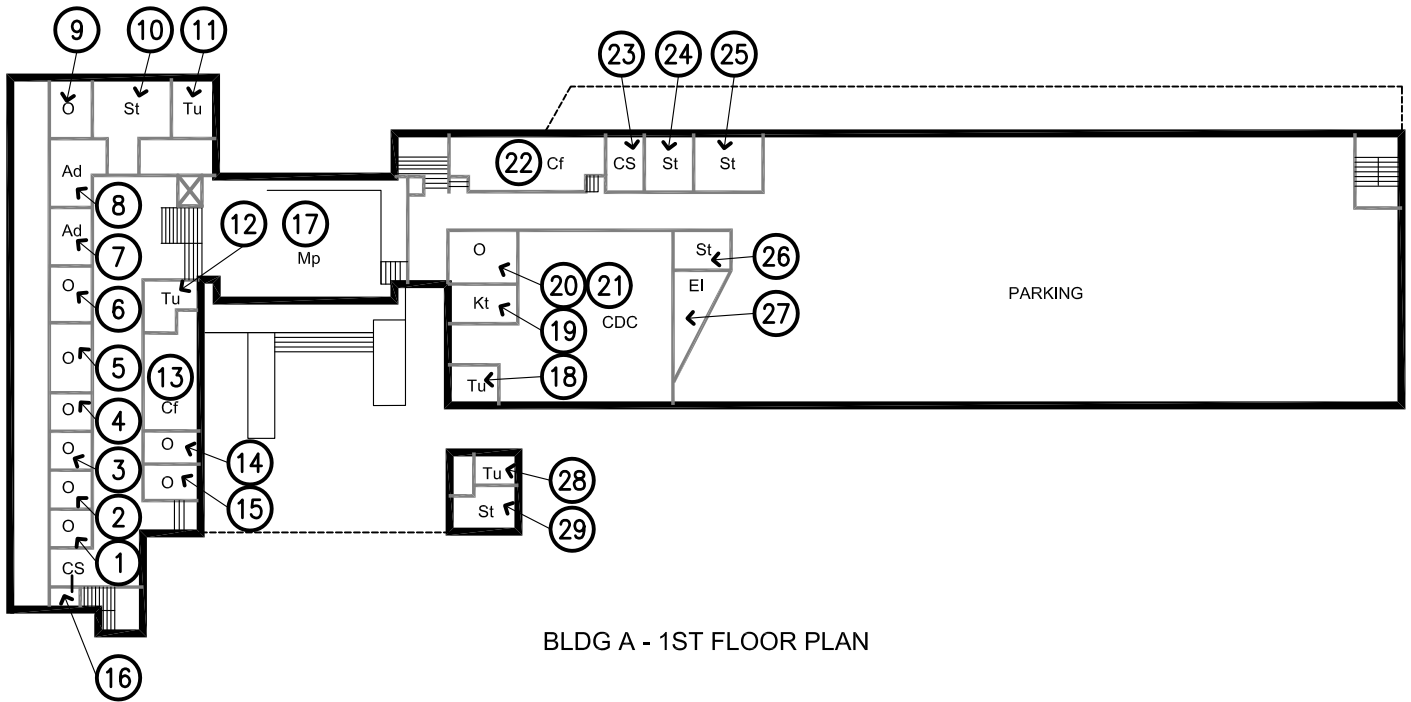 9 10 11
23 24 25
O St Tu
22 Cf CS St St
Ad
8
12 17
Ad
7
Mp
O St
26
O
6
20 21
Kt
El
PARKING
Tu
19
CDC
27
O
5
13
18
Tu
O
4
Cf
O
3
O
14
Tu
28
O
2
O
15
St
29
O
1
CS
BLDG A - 1ST FLOOR PLAN
16